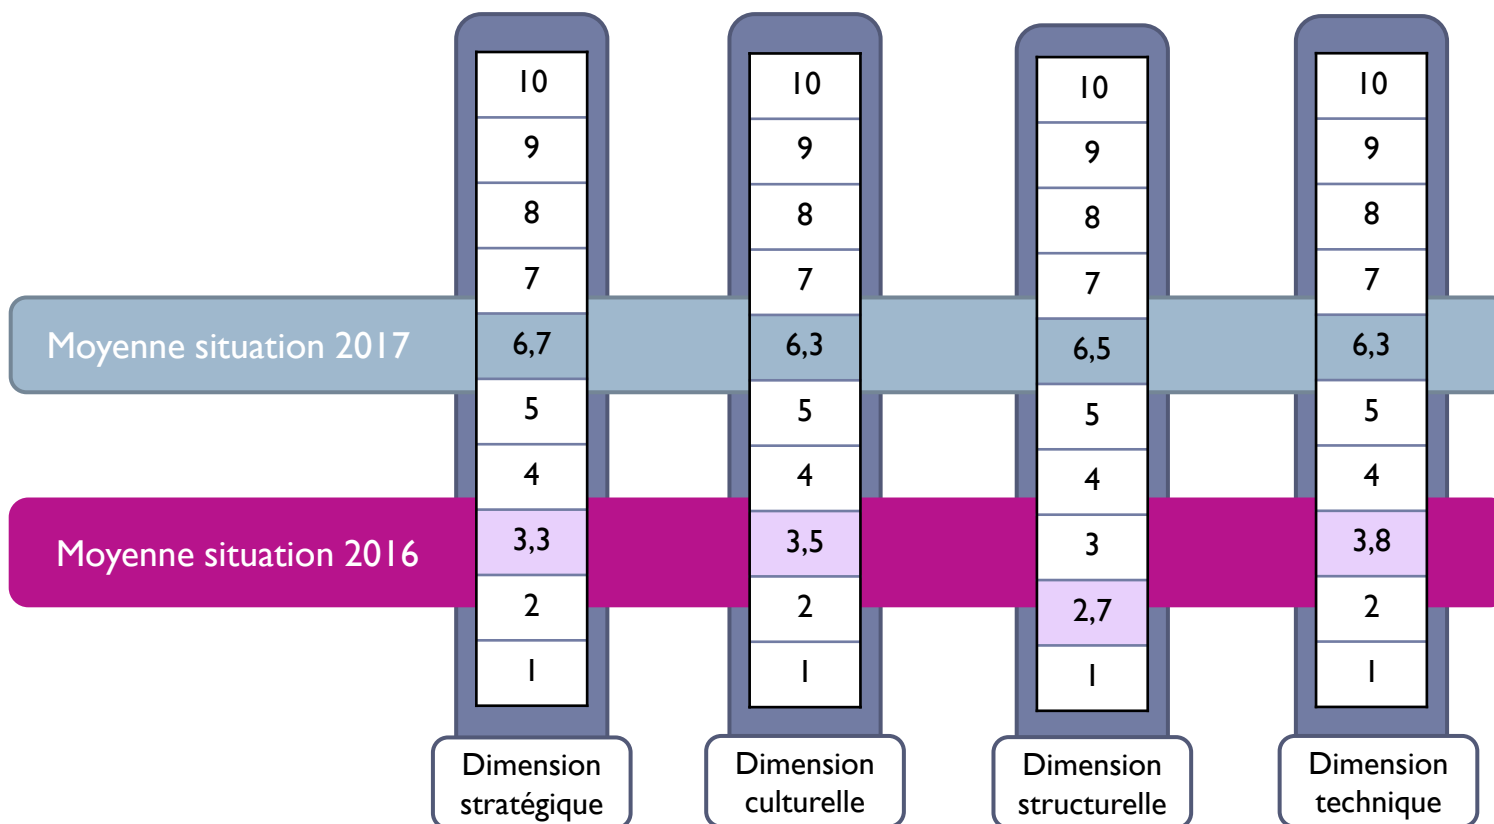 10 10 10 10
9 9 9 9
8 8 8 8
7 7 7 7
Moyenne situation 2017 6,7 6,3 6,5 6,3
5 5 5 5
4 4 4 4
Moyenne situation 2016 3,3 3,5 3 3,8
2 2 2,7 2
1 1 1 1
Dimension
stratégique
Dimension
culturelle
Dimension
structurelle
Dimension
technique